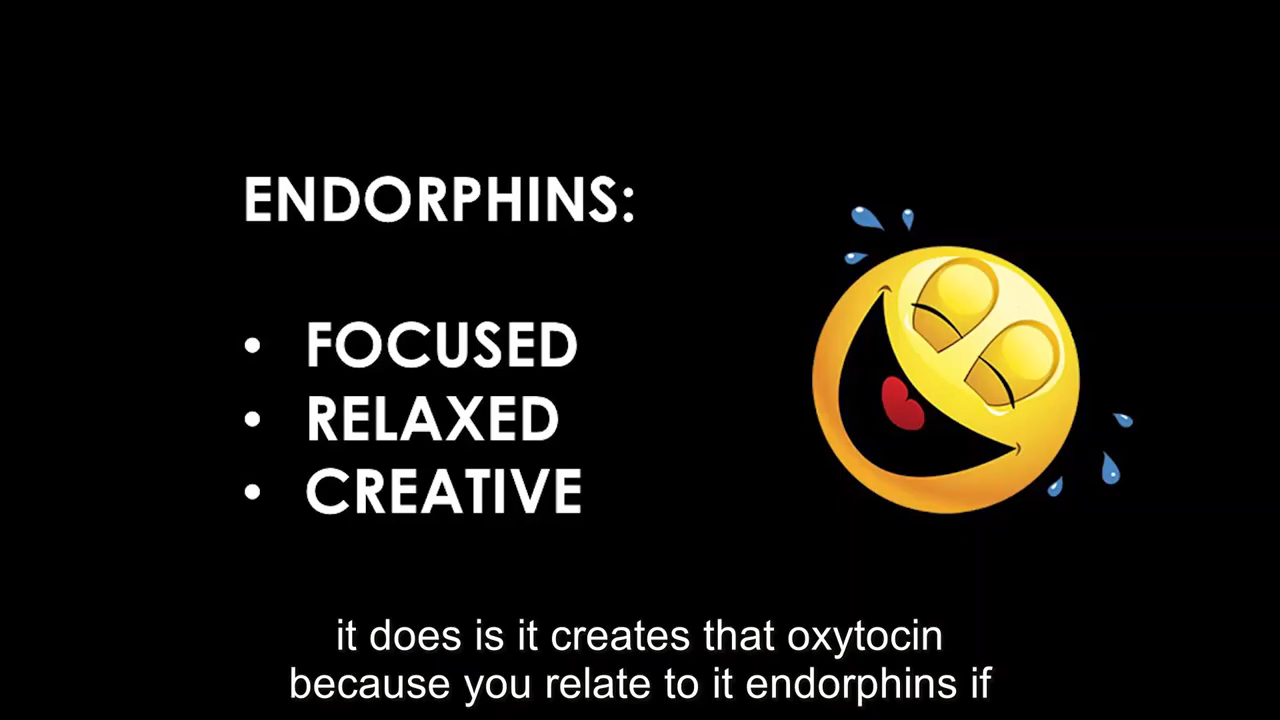 ENDORPHINS:
• FOCUSED
• RELAXED
• CREATIVE
it does is it creates that oxytocin
because you relate to it endorphins if